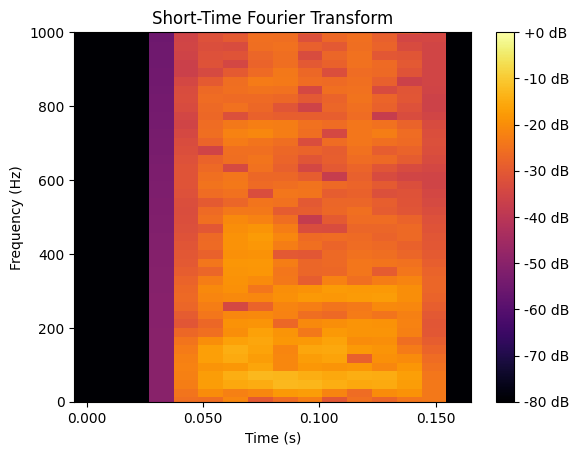 Short-Time Fourier Transform
1000
800
600
400
200
0
Frequency (Hz)
0.000
0.050
0.100
0.150
Time (s)
+0 dB
-10 dB
-20 dB
-30 dB
-40 dB
-50 dB
-60 dB
-70 dB
-80 dB